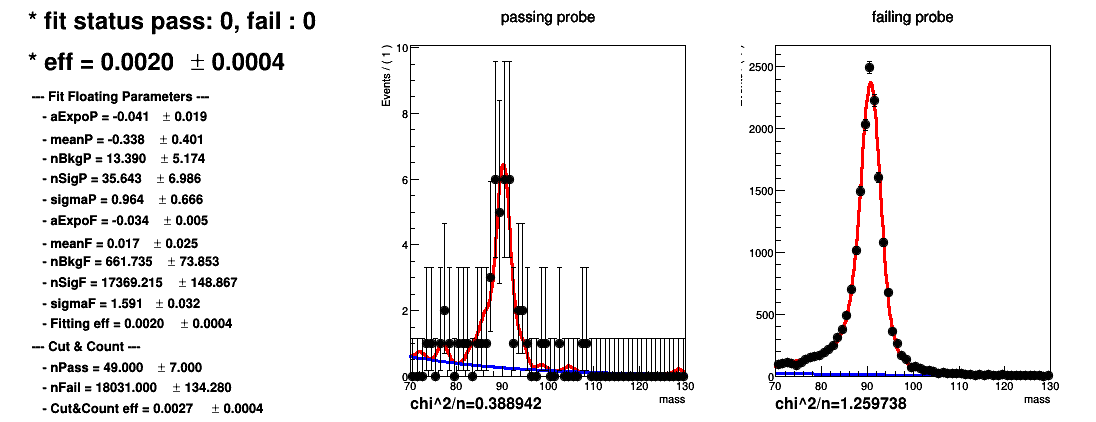 * fit status pass: 0, fail : 0
* eff = 0.0020 ± 0.0004
--- Fit Floating Parameters ---
- aExpoP = -0.041 ± 0.019
- meanP = -0.338 ± 0.401
- nBkgP = 13.390 ± 5.174
- nSigP = 35.643 ± 6.986
- sigmaP = 0.964 ± 0.666
- aExpoF = -0.034 ± 0.005
- meanF = 0.017 ± 0.025
- nBkgF = 661.735 ± 73.853
- nSigF = 17369.215 ± 148.867
- sigmaF = 1.591 ± 0.032
- Fitting eff = 0.0020 ± 0.0004
--- Cut & Count ---
- nPass = 49.000 ± 7.000
- nFail = 18031.000 ± 134.280
- Cut&Count eff = 0.0027 ± 0.0004
passing probe
Events / ( 1 )
10
8
6
4
2
0
70 80 90 100 110 120 130
mass
chi^2/n=0.388942
failing probe
2500
2000
1500
1000
500
0
70 80 90 100 110 120 130
mass
chi^2/n=1.259738